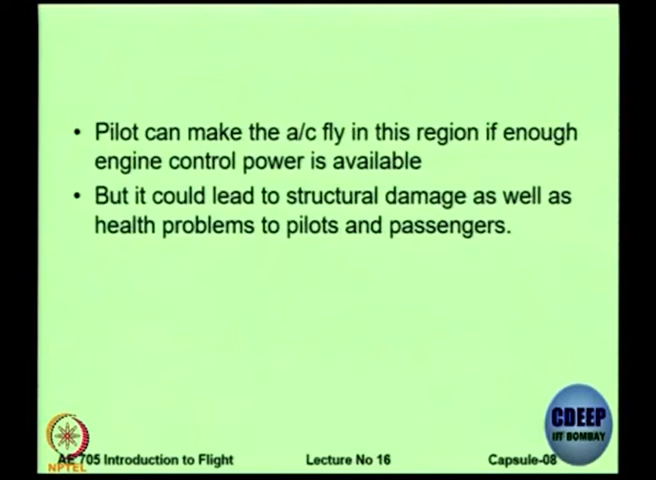 • Pilot can make the a/c fly in this region if enough
engine control power is available
• But it could lead to structural damage as well as
health problems to pilots and passengers.
CDEEP
IIT BOMBAY
NPTEL
AE 705 Introduction to Flight Lecture No 16 Capsule-08